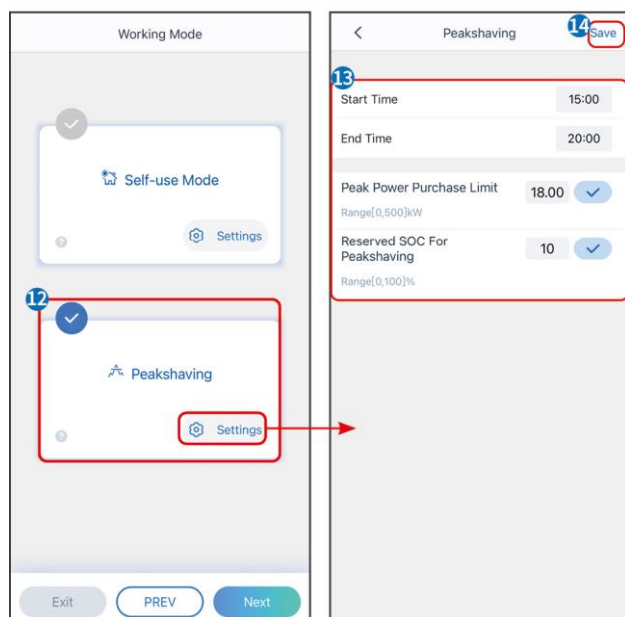 Working Mode
Self-use Mode
Settings
12
Peakshaving
Settings
Exit
PREV
Next
Peakshaving
14
Save
13
Start Time
15:00
End Time
20:00
Peak Power Purchase Limit
18.00
Range[0,500]kW
Reserved SOC For
Peakshaving
10
Range[0,100]%